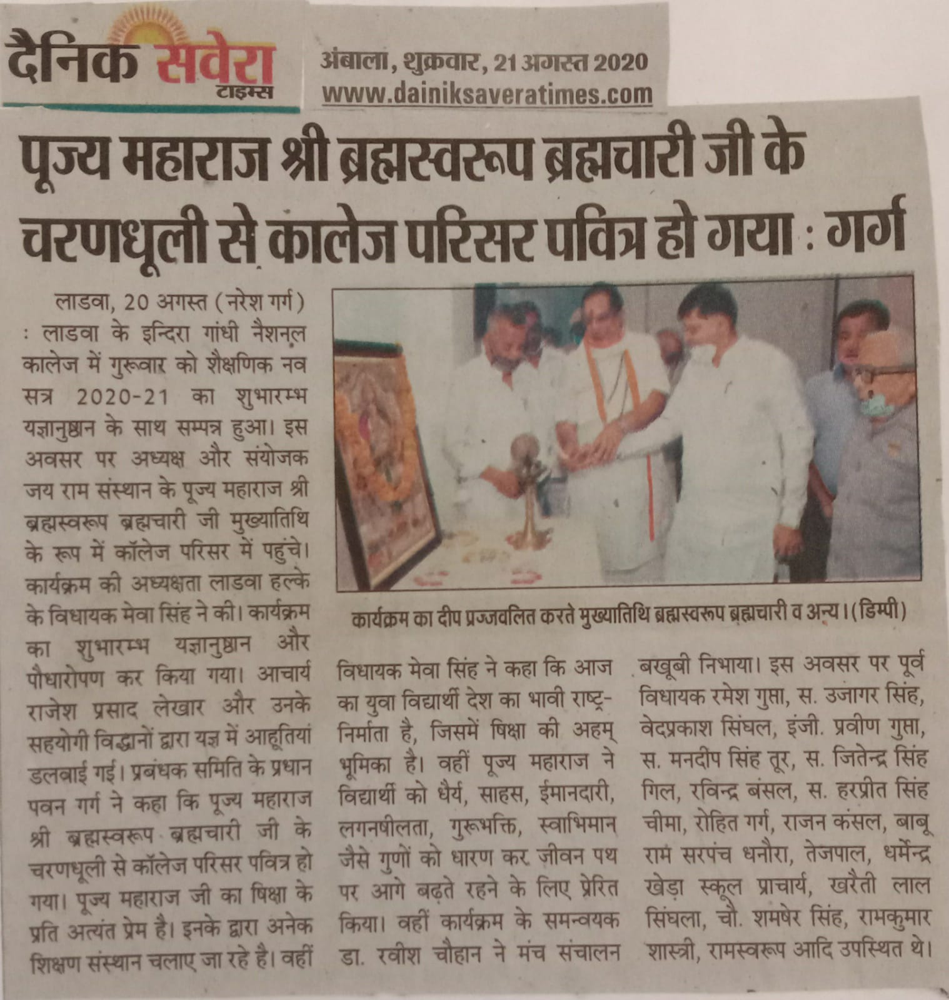 दैनिक सवेरा
टाइम्स
अंबाला, शुक्रवार, 21 अगस्त 2020
www.dainiksaveratimes.com
पूज्य महाराज श्री ब्रह्मस्वरूप ब्रह्मचारी जी के
चरणधूली से कालेज परिसर पवित्र हो गया : गर्ग
लाडवा, 20 अगस्त (नरेश गर्ग)
: लाडवा के इन्दिरा गांधी नैशनल
कालेज में गुरूवार को शैक्षणिक नव
सत्र 2020-21 का शुभारम्भ
यज्ञानुष्ठान के साथ सम्पन्न हुआ। इस
अवसर पर अध्यक्ष और संयोजक
जय राम संस्थान के पूज्य महाराज श्री
ब्रह्मस्वरूप ब्रह्मचारी जी मुख्यातिथि
के रूप में कॉलेज परिसर में पहुंचे।
कार्यक्रम की अध्यक्षता लाडवा हल्के
के विधायक मेवा सिंह ने की। कार्यक्रम
का शुभारम्भ यज्ञानुष्ठान और
पौधारोपण कर किया गया। आचार्य
राजेश प्रसाद लेखार और उनके
सहयोगी विद्धानों द्वारा यज्ञ में आहूतियां
डलवाई गई। प्रबंधक समिति के प्रधान
पवन गर्ग ने कहा कि पूज्य महाराज
श्री ब्रह्मस्वरूप ब्रह्मचारी जी के
चरणधूली से कॉलेज परिसर पवित्र हो
गया। पूज्य महाराज जी का षिक्षा के
प्रति अत्यंत प्रेम है। इनके द्वारा अनेक
शिक्षण संस्थान चलाए जा रहे है। वहीं
कार्यक्रम का दीप प्रज्जवलित करते मुख्यातिथि ब्रह्मस्वरूप ब्रह्मचारी व अन्य।(डिम्पी)
विधायक मेवा सिंह ने कहा कि आज
का युवा विद्यार्थी देश का भावी राष्ट्र-
निर्माता है, जिसमें षिक्षा की अहम्
भूमिका है। वहीं पूज्य महाराज ने
विद्यार्थी को धैर्य, साहस, ईमानदारी,
लगनषीलता, गुरूभक्ति, स्वाभिमान
जैसे गुणों को धारण कर जीवन पथ
पर आगे बढ़ते रहने के लिए प्रेरित
किया। वहीं कार्यक्रम के समन्वयक
डा. रवीश चौहान ने मंच संचालन
बखूबी निभाया। इस अवसर पर पूर्व
विधायक रमेश गुप्ता, स. उजागर सिंह,
वेदप्रकाश सिंघल, इंजी. प्रवीण गुप्ता,
स. मनदीप सिंह तूर, स. जितेन्द्र सिंह
गिल, रविन्द्र बंसल, स. हरप्रीत सिंह
चीमा, रोहित गर्ग, राजन कंसल, बाबू
राम सरपंच धनौरा, तेजपाल, धर्मेन्द्र
खेड़ा स्कूल प्राचार्य, खरैती लाल
सिंघला, चौ. शमषेर सिंह, रामकुमार
शास्त्री, रामस्वरूप आदि उपस्थित थे।